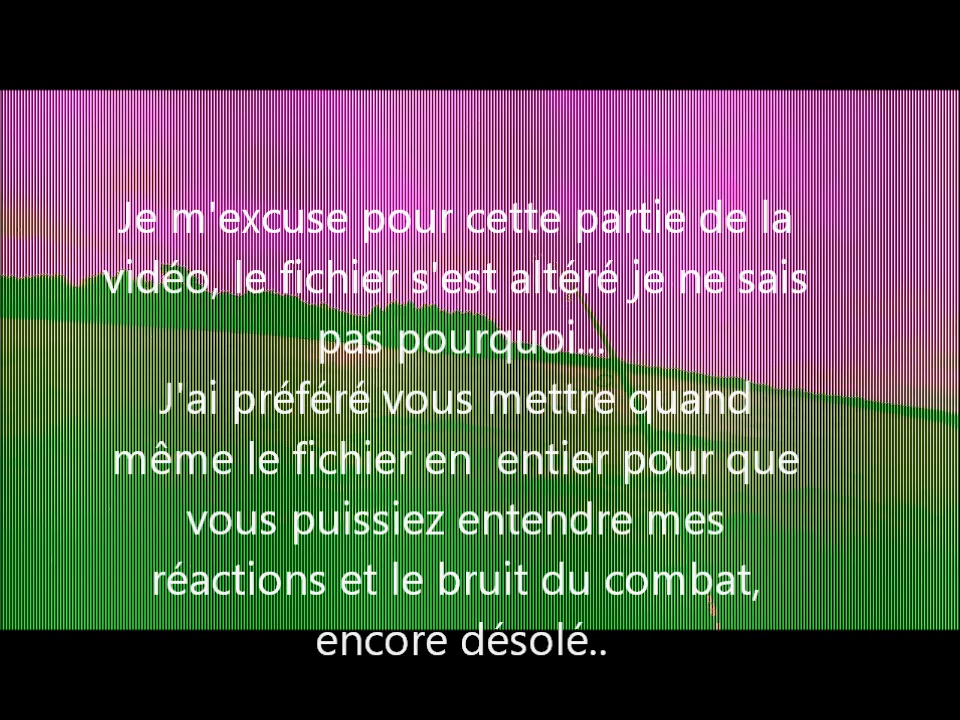 Je m'excuse pour cette partie de la
vidéo, le fichier s'est altéré je ne sais
pas pourquoi...
J'ai préféré vous mettre quand
même le fichier en  entier pour que
vous puissiez entendre mes
réactions et le bruit du combat,
encore désolé..